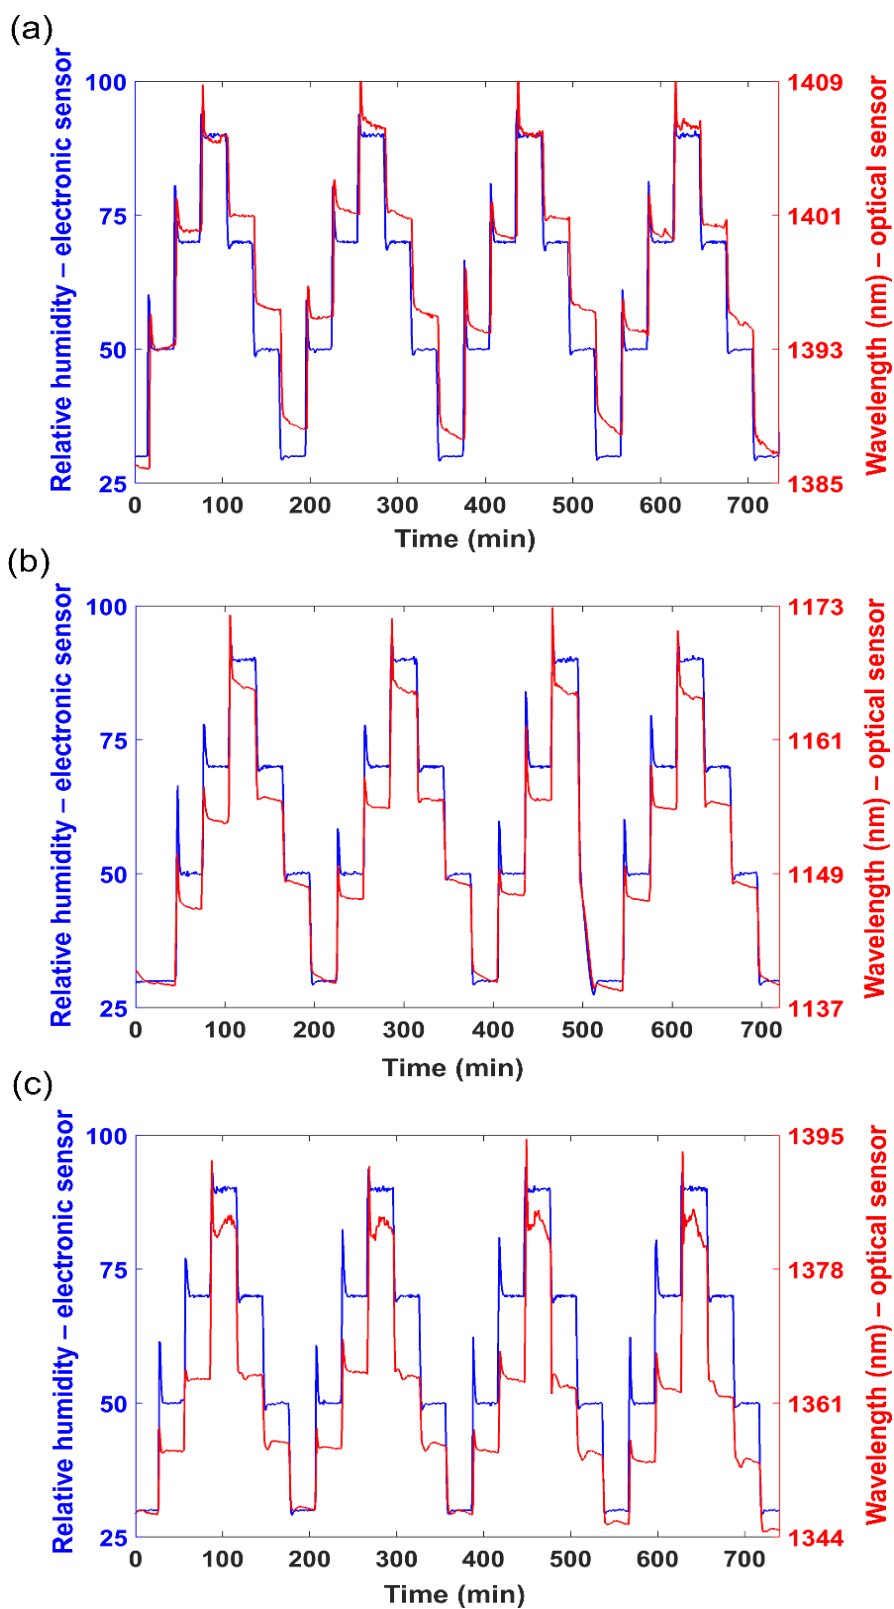 (a)
Relative humidity – electronic sensor
100
75
50
25
1409
1401
1393
1385
Wavelength (nm) – optical sensor
0 100 200 300 400 500 600 700
Time (min)
(b)
Relative humidity – electronic sensor
100
75
50
25
1173
1161
1149
1137
Wavelength (nm) – optical sensor
0 100 200 300 400 500 600 700
Time (min)
(c)
Relative humidity – electronic sensor
100
75
50
25
1395
1378
1361
1344
Wavelength (nm) – optical sensor
0 100 200 300 400 500 600 700
Time (min)